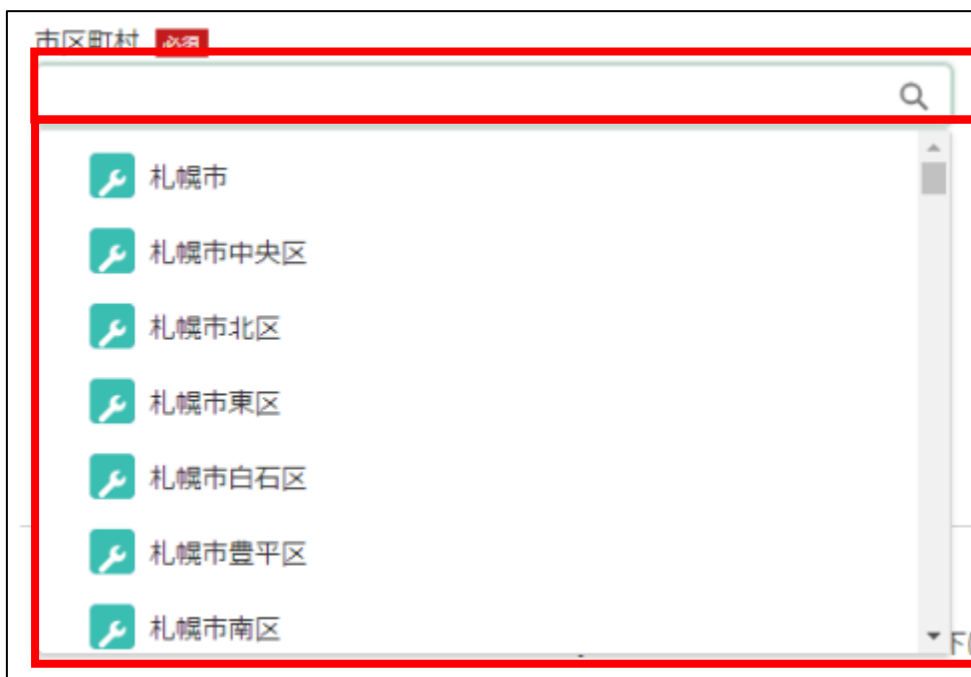 市区町村 必須
札幌市
札幌市中央区
札幌市北区
札幌市東区
札幌市白石区
札幌市豊平区
札幌市南区
下